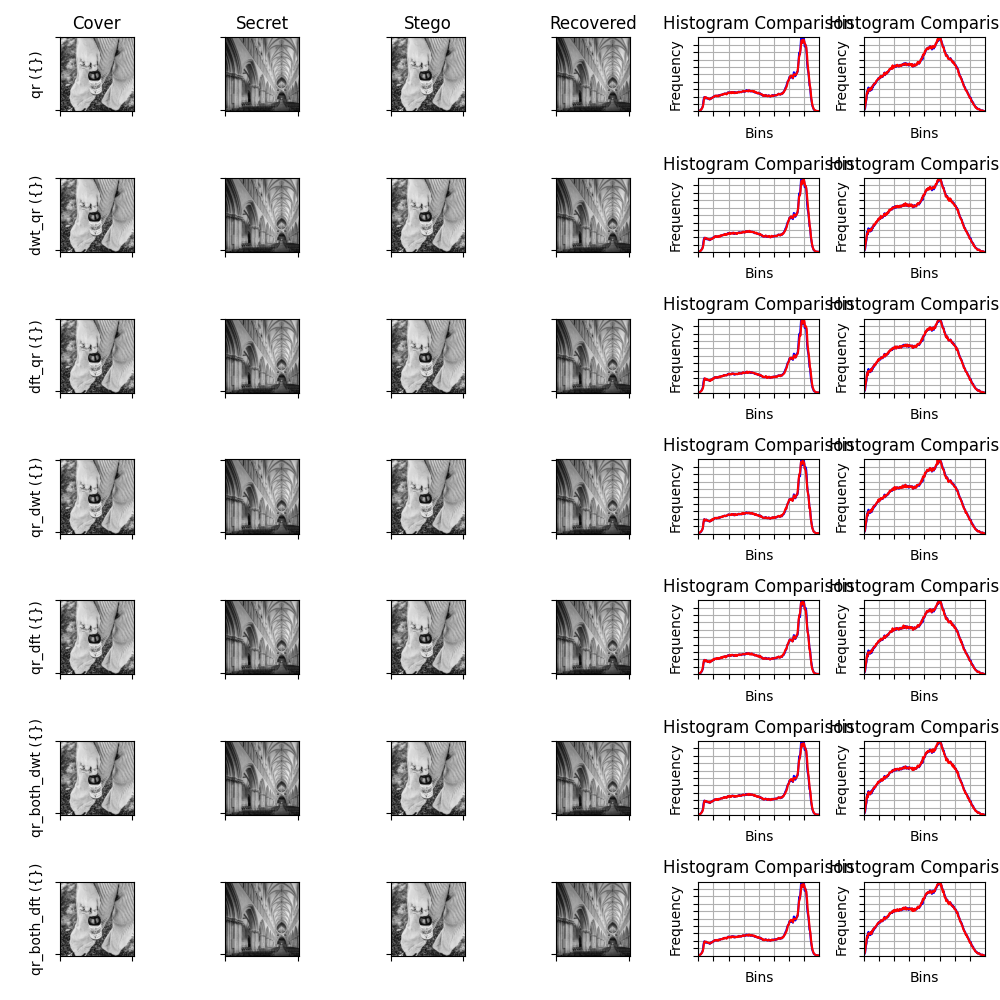 Cover Secret Stego Recovered Histogram Comparison Histogram Comparis
qr ({}) Frequency Frequency
Bins Bins
Histogram Comparison Histogram Comparis
dwt_qr ({}) Frequency Frequency
Bins Bins
Histogram Comparison Histogram Comparis
dft_qr ({}) Frequency Frequency
Bins Bins
Histogram Comparison Histogram Comparis
qr_dwt ({}) Frequency Frequency
Bins Bins
Histogram Comparison Histogram Comparis
qr_dft ({}) Frequency Frequency
Bins Bins
Histogram Comparison Histogram Comparis
qr_both_dwt ({}) Frequency Frequency
Bins Bins
Histogram Comparison Histogram Comparis
qr_both_dft ({}) Frequency Frequency
Bins Bins